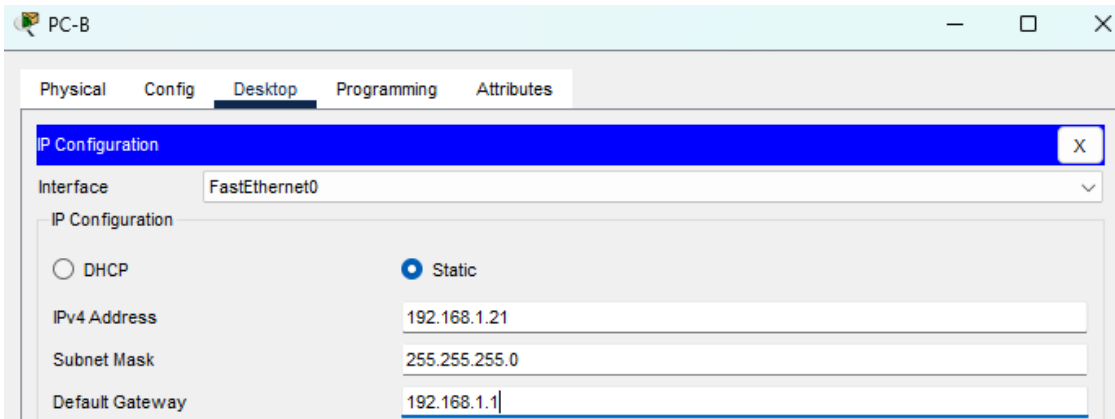 PC-B
Physical Config Desktop Programming Attributes
IP Configuration X
Interface FastEthernet0
IP Configuration
DHCP Static
IPv4 Address 192.168.1.21
Subnet Mask 255.255.255.0
Default Gateway 192.168.1.1